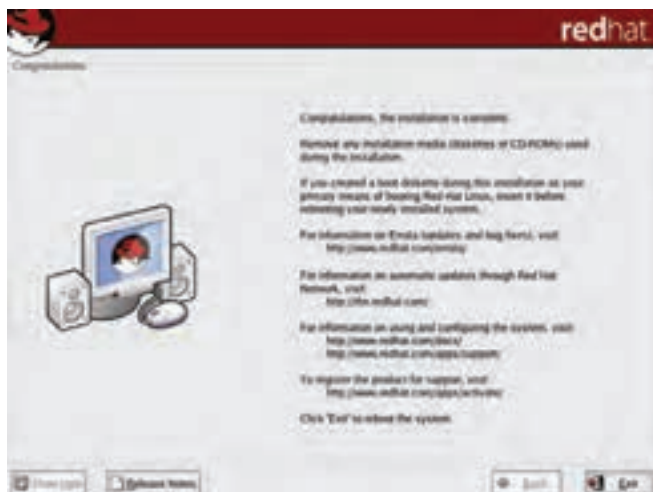 redhat
Congratulations
Congratulations, the installation is complete.
Remove any installation media (diskettes or CD-ROMs) used
during the installation.
If you created a boot diskette during this installation as your
primary means of booting Red Hat Linux, insert it before
rebooting your newly installed system.
For information on Errata (updates and bug fixes), visit:
http://www.redhat.com/errata/
For information on automatic updates through Red Hat
Network, visit:
http://rhn.redhat.com/
For information on using and configuring the system, visit:
http://www.redhat.com/docs/
http://www.redhat.com/apps/support/
To register the product for support, visit:
http://www.redhat.com/apps/activate/
Click 'Exit' to reboot the system.
Release Notes
Back
Exit